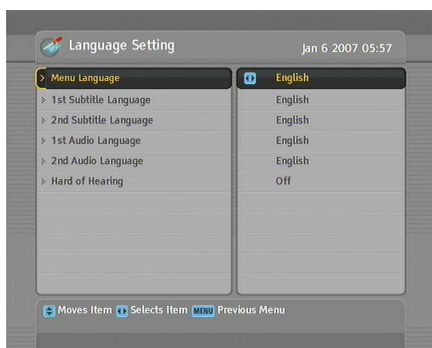 Language Setting
Jan 6 2007 05:57
Menu Language English
1st Subtitle Language English
2nd Subtitle Language English
1st Audio Language English
2nd Audio Language English
Hard of Hearing Off
Moves Item Selects Item MENU Previous Menu